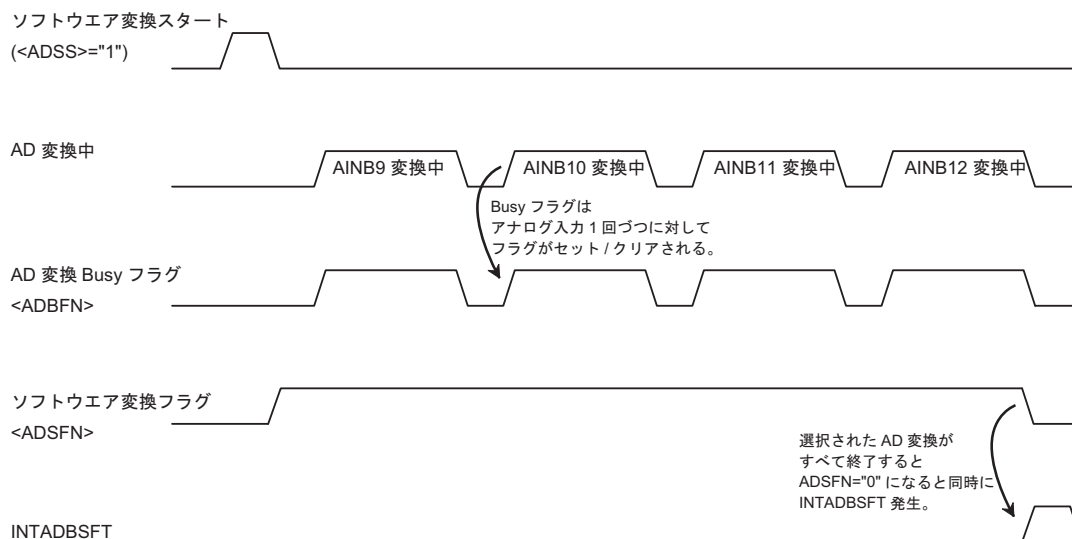 ソフトウエア変換スタート
(<ADSS>="1")
AD 変換中
AINB9 変換中
AINB10 変換中
AINB11 変換中
AINB12 変換中
Busy フラグは
アナログ入力 1 回づつに対して
フラグがセット / クリアされる。
AD 変換 Busy フラグ
<ADBFN>
ソフトウエア変換フラグ
<ADSFN>
選択された AD 変換が
すべて終了すると
ADSFN="0" になると同時に
INTADBSFT 発生。
INTADBSFT